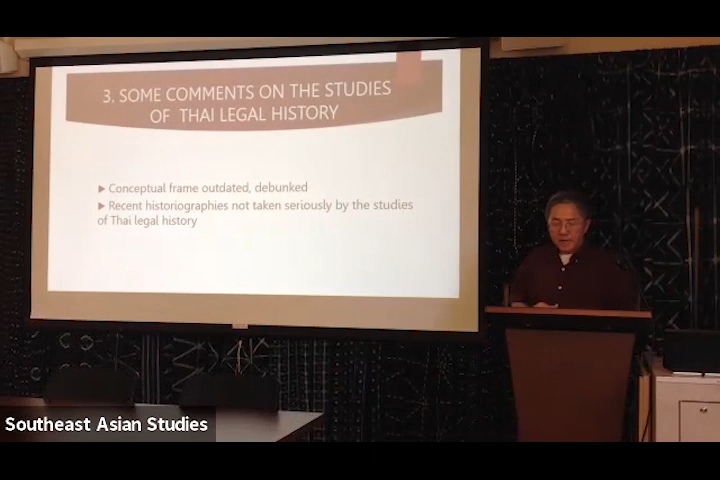 3. SOME COMMENTS ON THE STUDIES
OF THAI LEGAL HISTORY
▶ Conceptual frame outdated, debunked
▶ Recent historiographies not taken seriously by the studies
of Thai legal history
Southeast Asian Studies